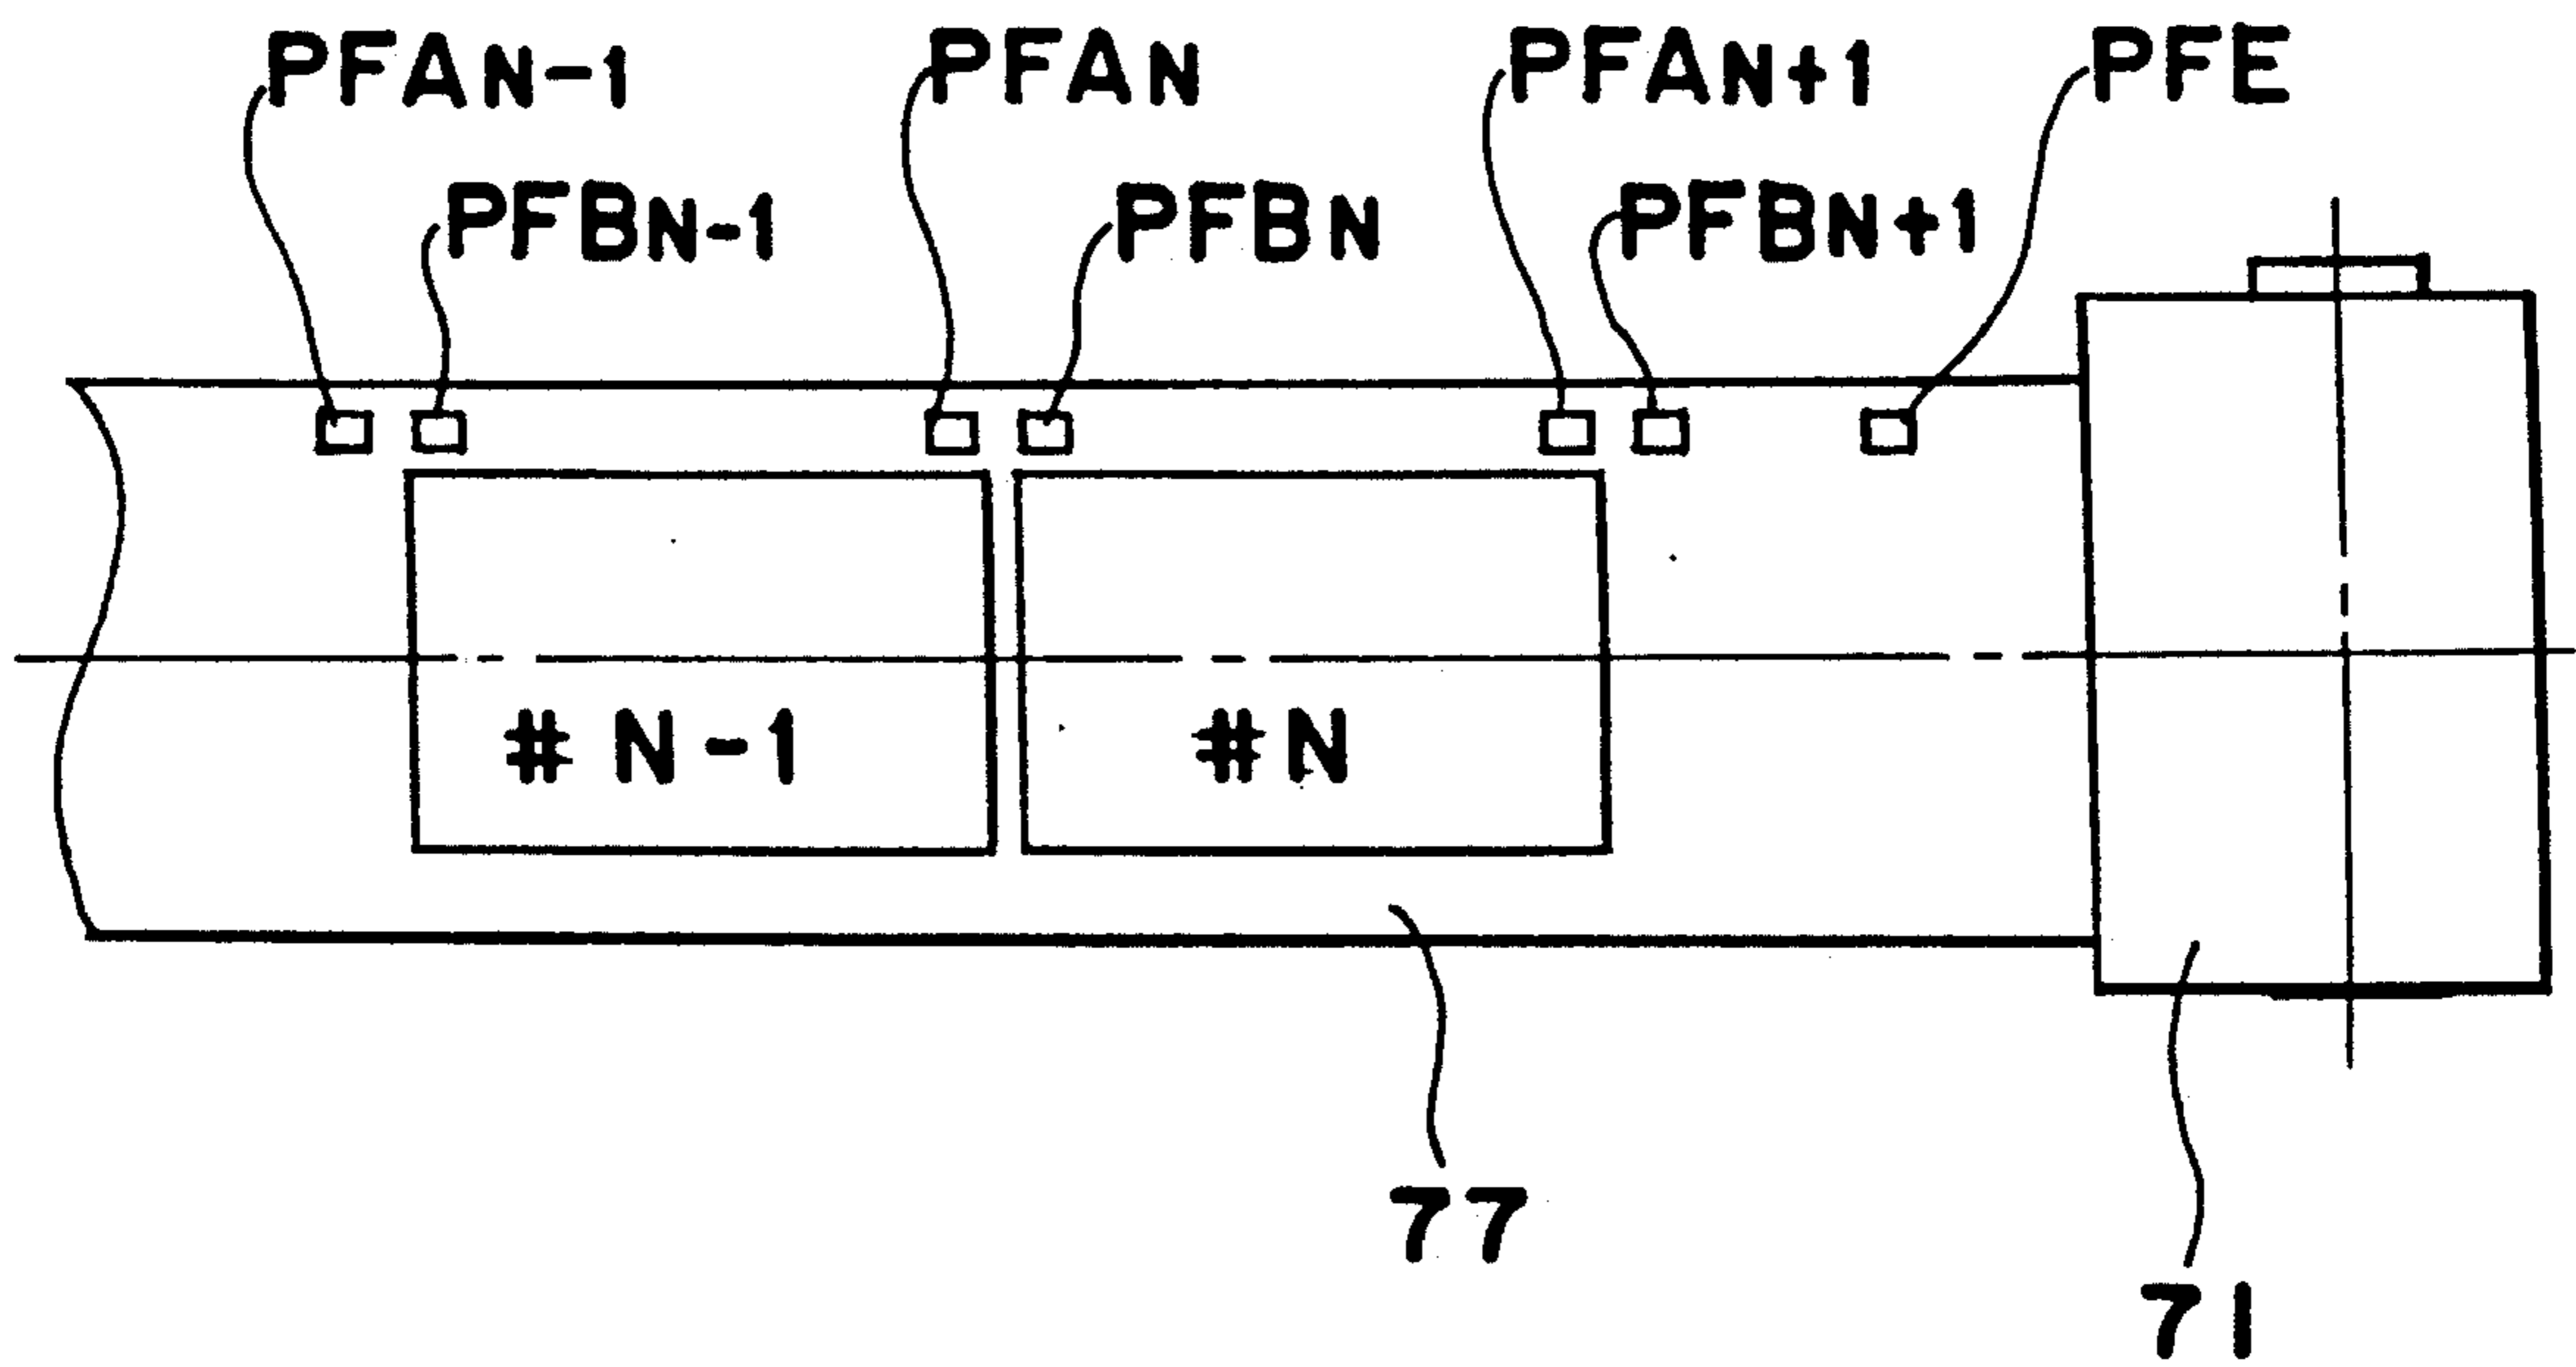 PFAN-1 PFAN PFAN+1 PFE
PFBN-1 PFBN PFBN+1
# N-1 #N
77
71